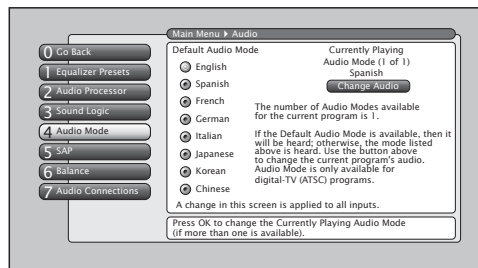 Main Menu ▸ Audio
0 Go Back
1 Equalizer Presets
2 Audio Processor
3 Sound Logic
4 Audio Mode
5 SAP
6 Balance
7 Audio Connections
Default Audio Mode
English
Spanish
French
German
Italian
Japanese
Korean
Chinese
Currently Playing
Audio Mode (1 of 1)
Spanish
Change Audio
The number of Audio Modes available
for the current program is 1.
If the Default Audio Mode is available, then it
will be heard; otherwise, the mode listed
above is heard. Use the button above
to change the current program's audio.
Audio Mode is only available for
digital-TV (ATSC) programs.
A change in this screen is applied to all inputs.
Press OK to change the Currently Playing Audio Mode
(if more than one is available).